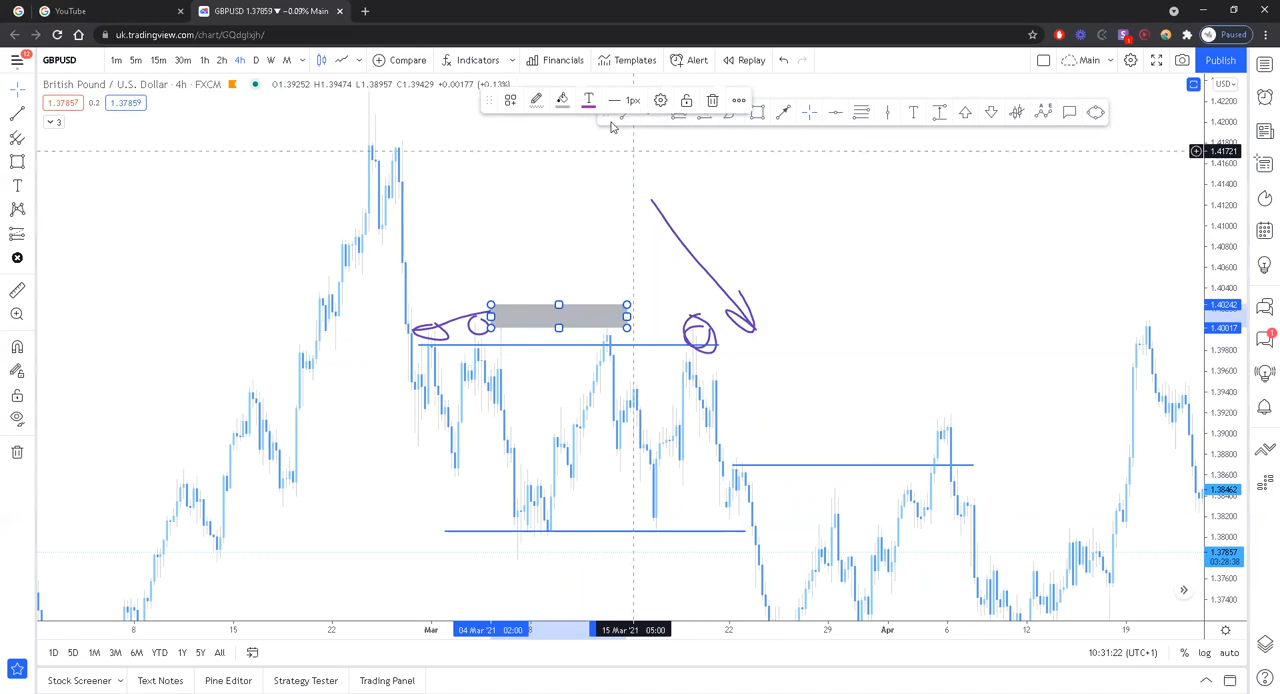 YouTube
GBPUSD 1.37859 ▼ −0.09% Main
uk.tradingview.com/chart/GQdglxjh/
Paused
GBPUSD
1m 5m 15m 30m 1h 2h 4h D W M
Compare
Indicators
Financials
Templates
Alert
Replay
Main
Publish
British Pound / U.S. Dollar · 4h · FXCM
O1.39252 H1.39474 L1.38957 C1.39429 +0.00177 (+0.13%)
1.37857 0.2 1.37859
3
T 1px
T
USD
1.42200
1.42000
1.41721
1.41600
1.41400
1.41200
1.41000
1.40800
1.40600
1.40400
1.40242
1.40017
1.39800
1.39600
1.39400
1.39200
1.39000
1.38800
1.38600
1.38462
1.38200
1.38000
1.37857
03:28:38
1.37600
1.37400
8 15 22 Mar 04 Mar '21 02:00 8 15 Mar '21 05:00 22 29 Apr 6 12 19
1D 5D 1M 3M 6M YTD 1Y 5Y All
10:31:22 (UTC+1) % log auto
Stock Screener Text Notes Pine Editor Strategy Tester Trading Panel